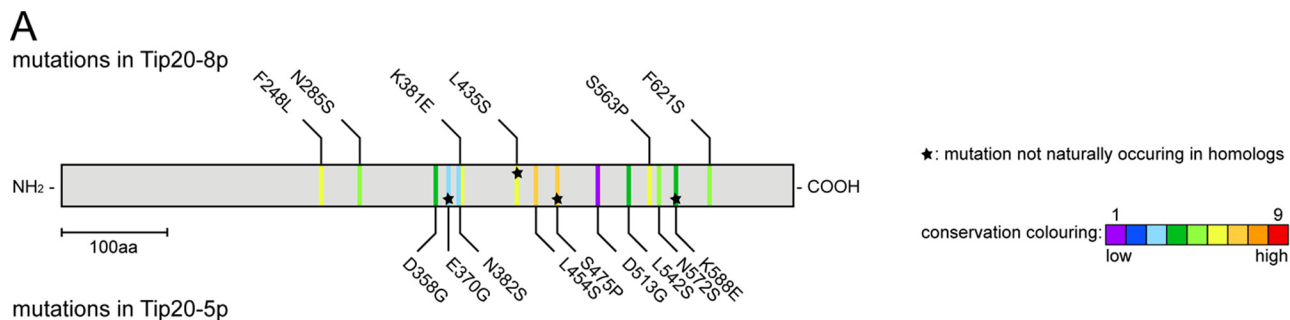 A
mutations in Tip20-8p
F248L
N285S
K381E
L435S
S563P
F621S
NH2 -
- COOH
100aa
D358G
E370G
N382S
L454S
S475P
D513G
L542S
N572S
K588E
mutations in Tip20-5p
★: mutation not naturally occuring in homologs
1 9
conservation colouring:
low high